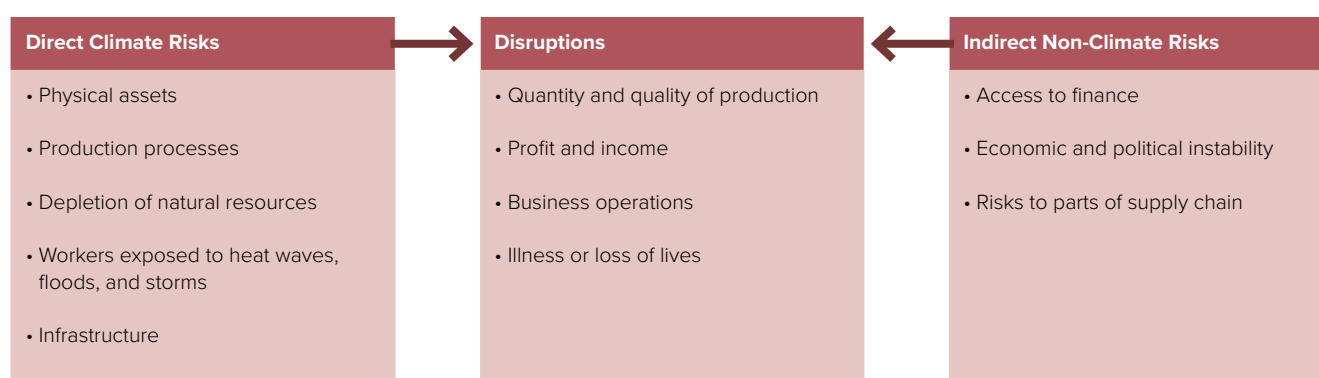 Direct Climate Risks
• Physical assets
• Production processes
• Depletion of natural resources
• Workers exposed to heat waves,
floods, and storms
• Infrastructure
Disruptions
• Quantity and quality of production
• Profit and income
• Business operations
• Illness or loss of lives
Indirect Non-Climate Risks
• Access to finance
• Economic and political instability
• Risks to parts of supply chain